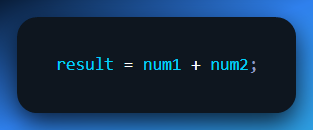 result = num1 + num2;